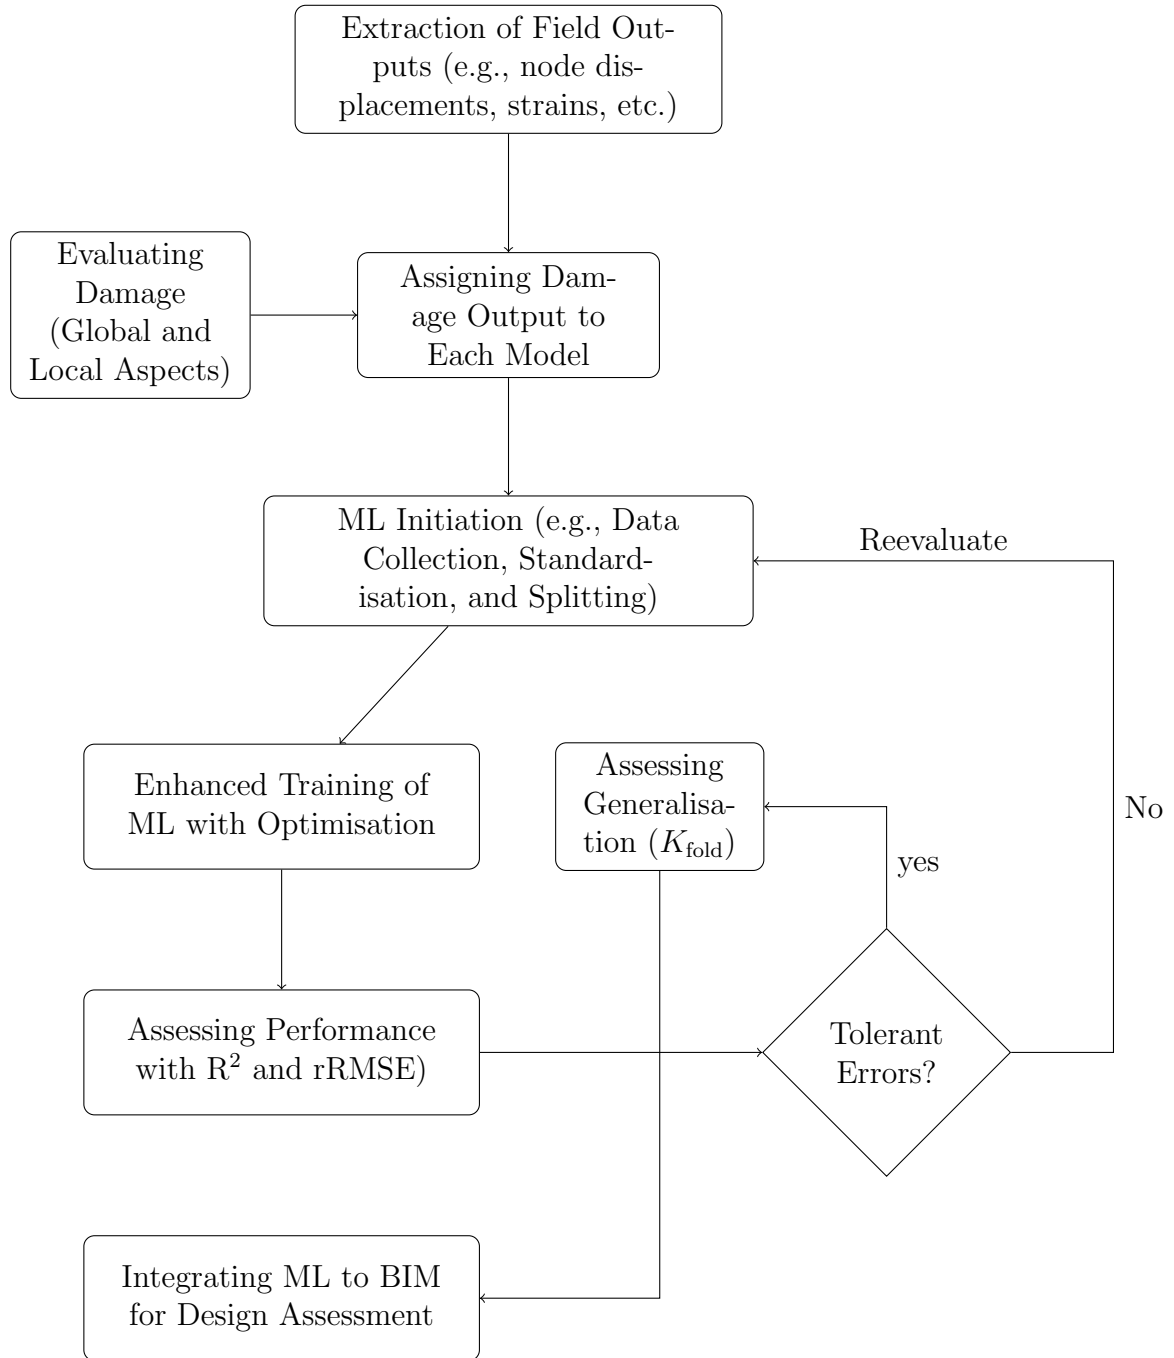 Extraction of Field Out-
puts (e.g., node dis-
placements, strains, etc.)
Evaluating
Damage
(Global and
Local Aspects)
Assigning Dam-
age Output to
Each Model
ML Initiation (e.g., Data
Collection, Standard-
isation, and Splitting)
Reevaluate
Enhanced Training of
ML with Optimisation
Assessing
Generalisa-
tion (K_fold)
No
yes
Assessing Performance
with R² and rRMSE)
Tolerant
Errors?
Integrating ML to BIM
for Design Assessment